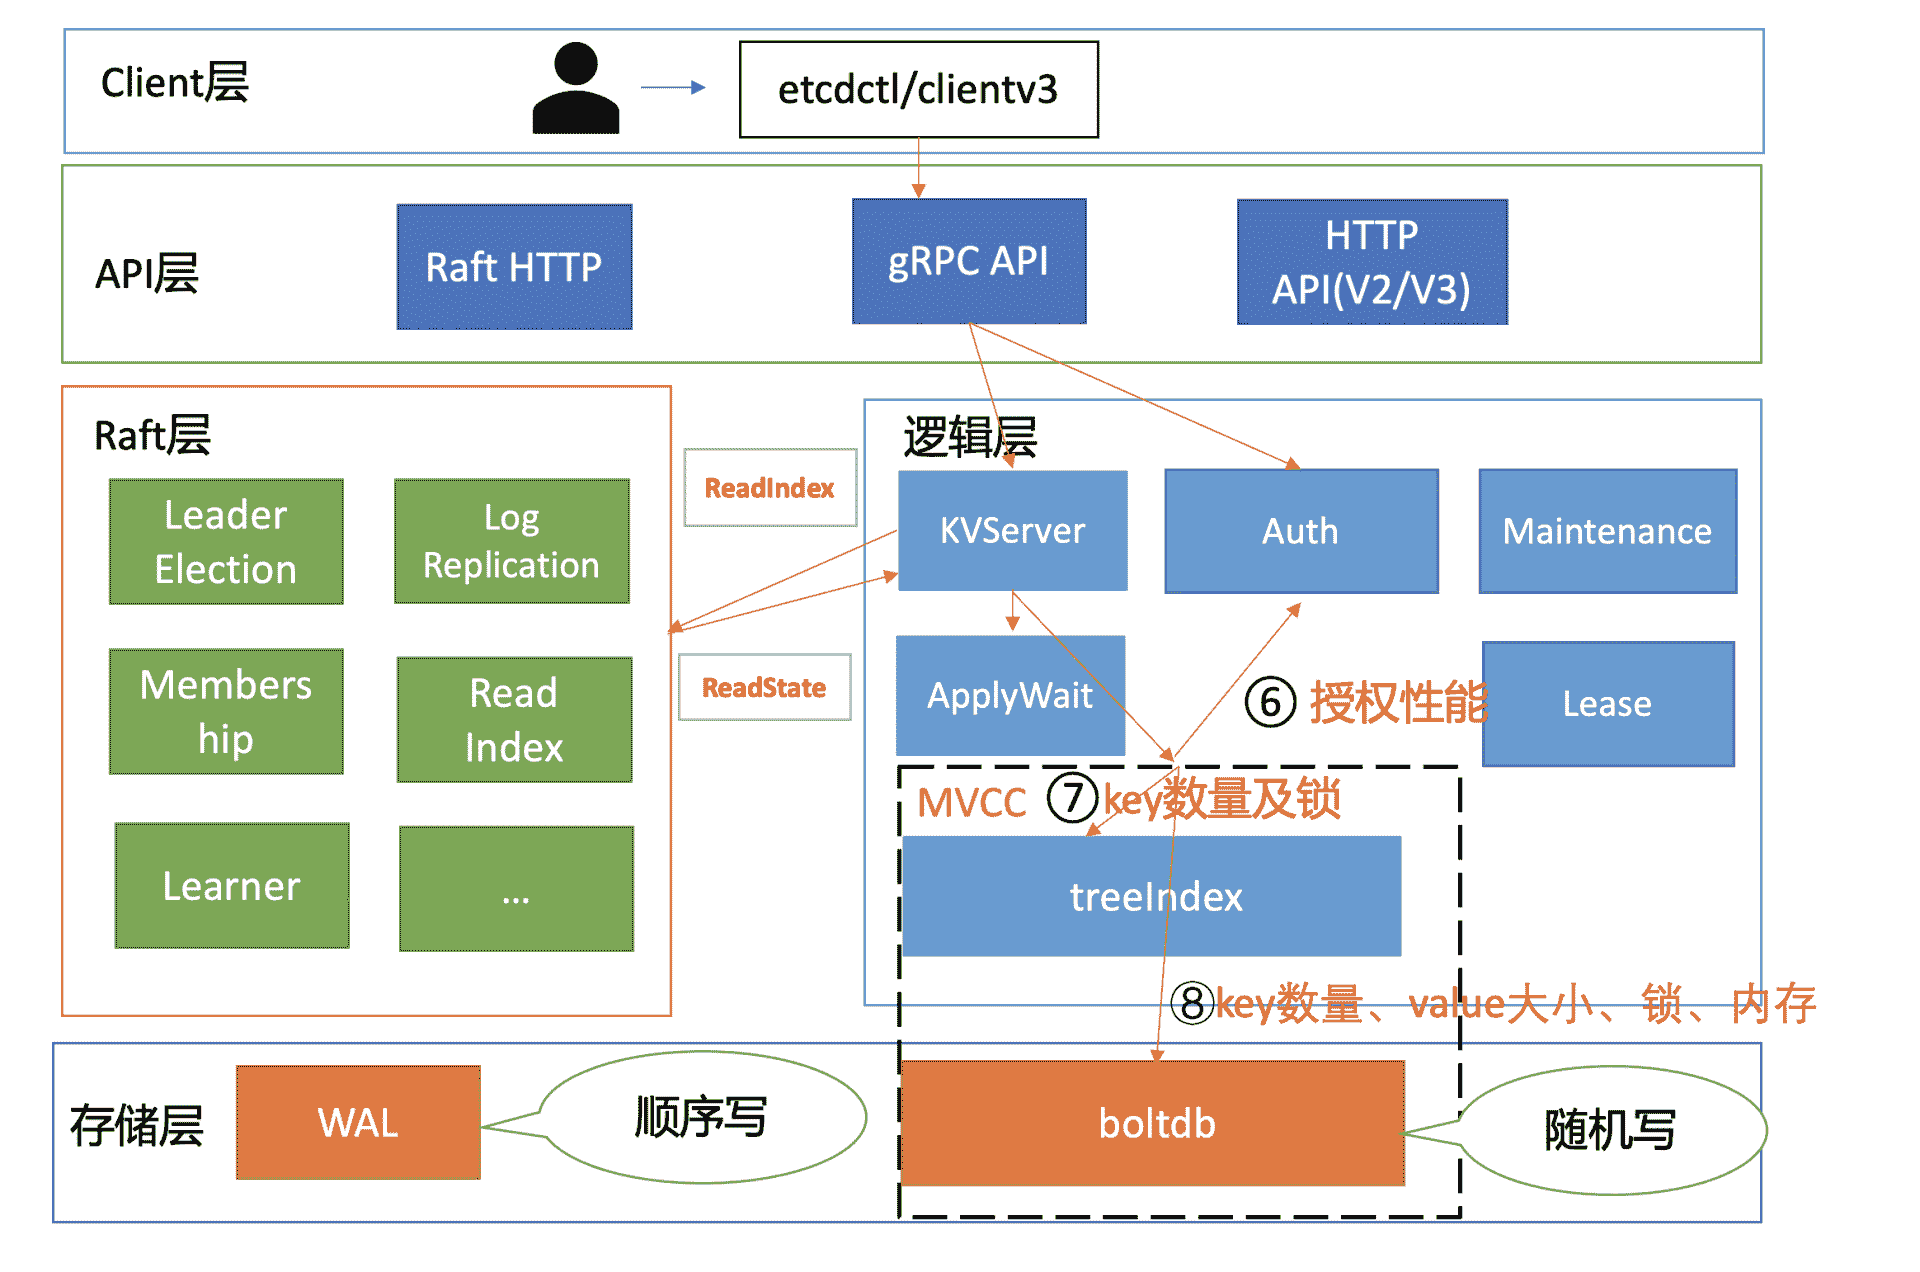 Client层
etcdctl/clientv3
API层
Raft HTTP
gRPC API
HTTP
API(V2/V3)
Raft层
Leader
Election
Log
Replication
Members
hip
Read
Index
Learner
...
ReadIndex
ReadState
逻辑层
KVServer
Auth
Maintenance
ApplyWait
⑥ 授权性能
Lease
MVCC
⑦key数量及锁
treeIndex
⑧key数量、value大小、锁、内存
存储层
WAL
顺序写
boltdb
随机写